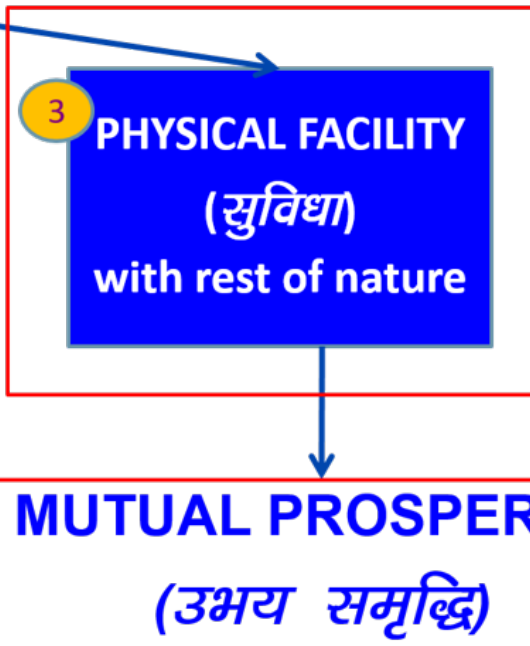 3
PHYSICAL FACILITY
(सुविधा)
with rest of nature
MUTUAL PROSPER
(उभय समृद्धि)